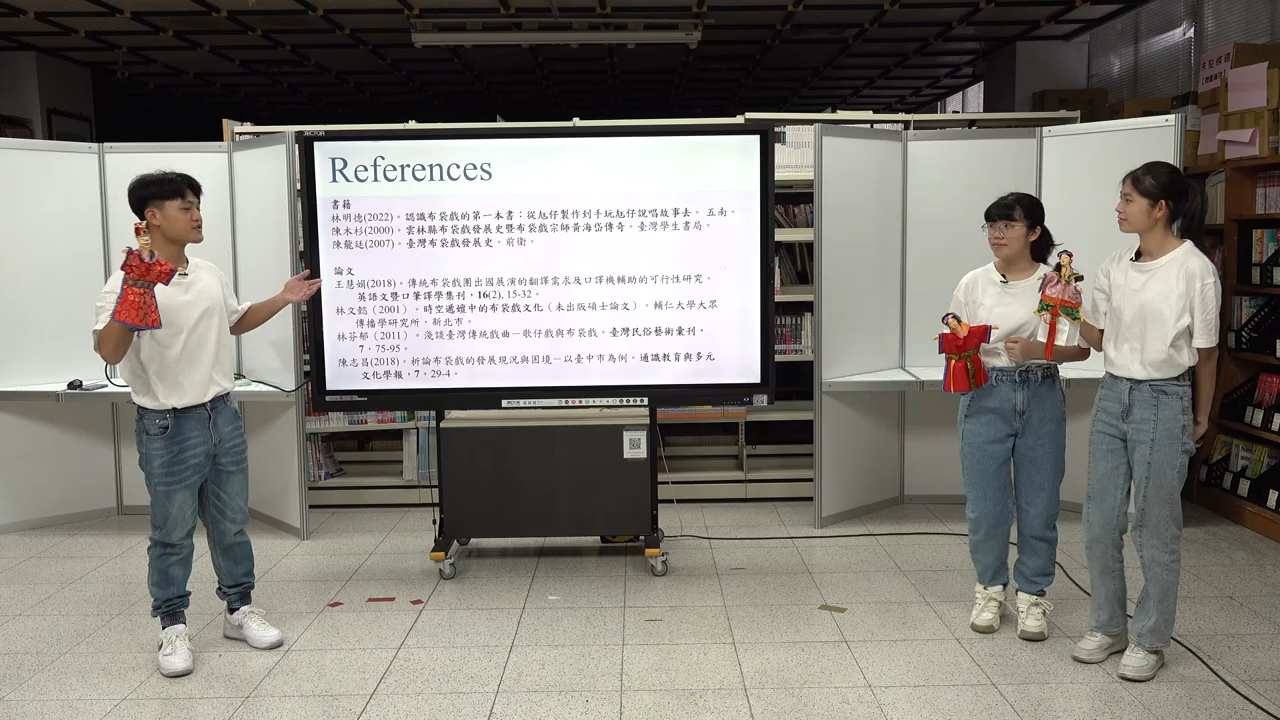 JECTOR
References
書籍
林明德(2022)。認識布袋戲的第一本書：從尪仔製作到手玩尪仔說唱故事去。五南。
陳木杉(2000)。雲林縣布袋戲發展史暨布袋戲宗師黃海岱傳奇。臺灣學生書局。
陳龍廷(2007)。臺灣布袋戲發展史。前衛。
論文
王慧娟(2018)。傳統布袋戲團出國展演的翻譯需求及口譯機輔助的可行性研究。
英語文暨口筆譯學集刊，16(2), 15-32.
林文懿（2001）。時空遞嬗中的布袋戲文化（未出版碩士論文）。輔仁大學大眾
傳播學研究所，新北市。
林芬郁（2011）。淺談臺灣傳統戲曲－歌仔戲與布袋戲。臺灣民俗藝術彙刊，
7，75-95。
陳志昌(2018)。析論布袋戲的發展現況與困境－以臺中市為例。通識教育與多元
文化學報，7，29-4。